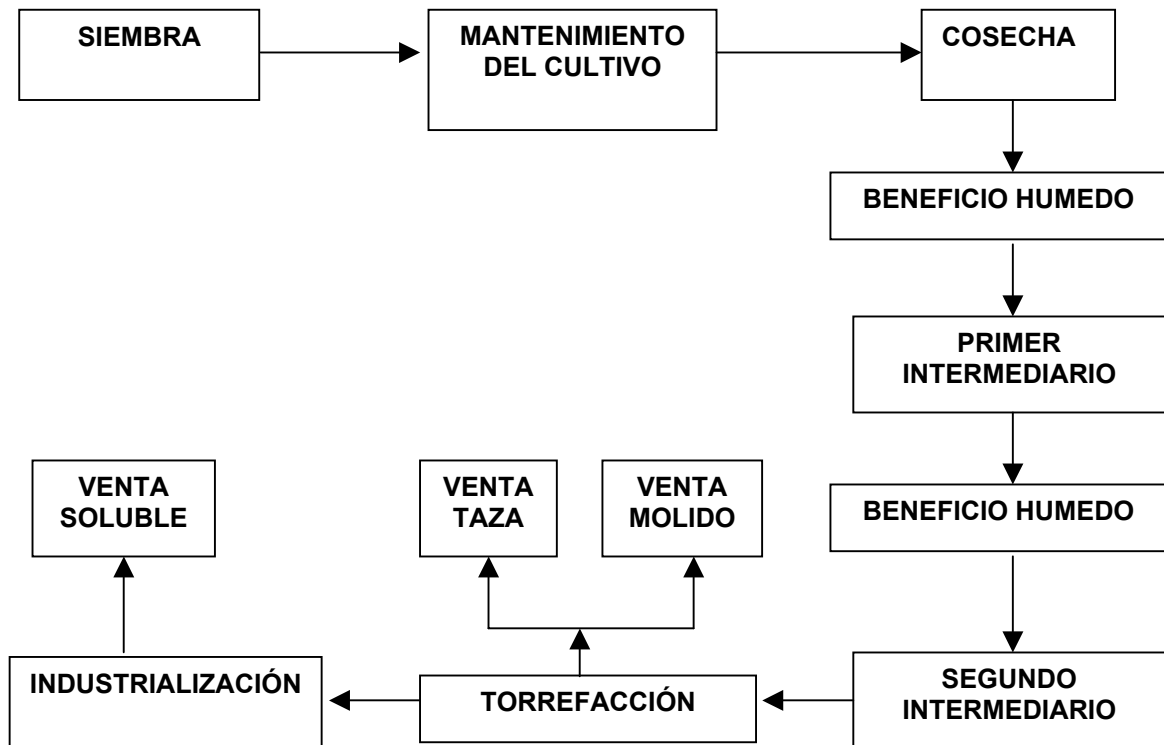 SIEMBRA
MANTENIMIENTO
DEL CULTIVO
COSECHA
BENEFICIO HUMEDO
PRIMER
INTERMEDIARIO
BENEFICIO HUMEDO
SEGUNDO
INTERMEDIARIO
TORREFACCIÓN
VENTA
TAZA
VENTA
MOLIDO
INDUSTRIALIZACIÓN
VENTA
SOLUBLE